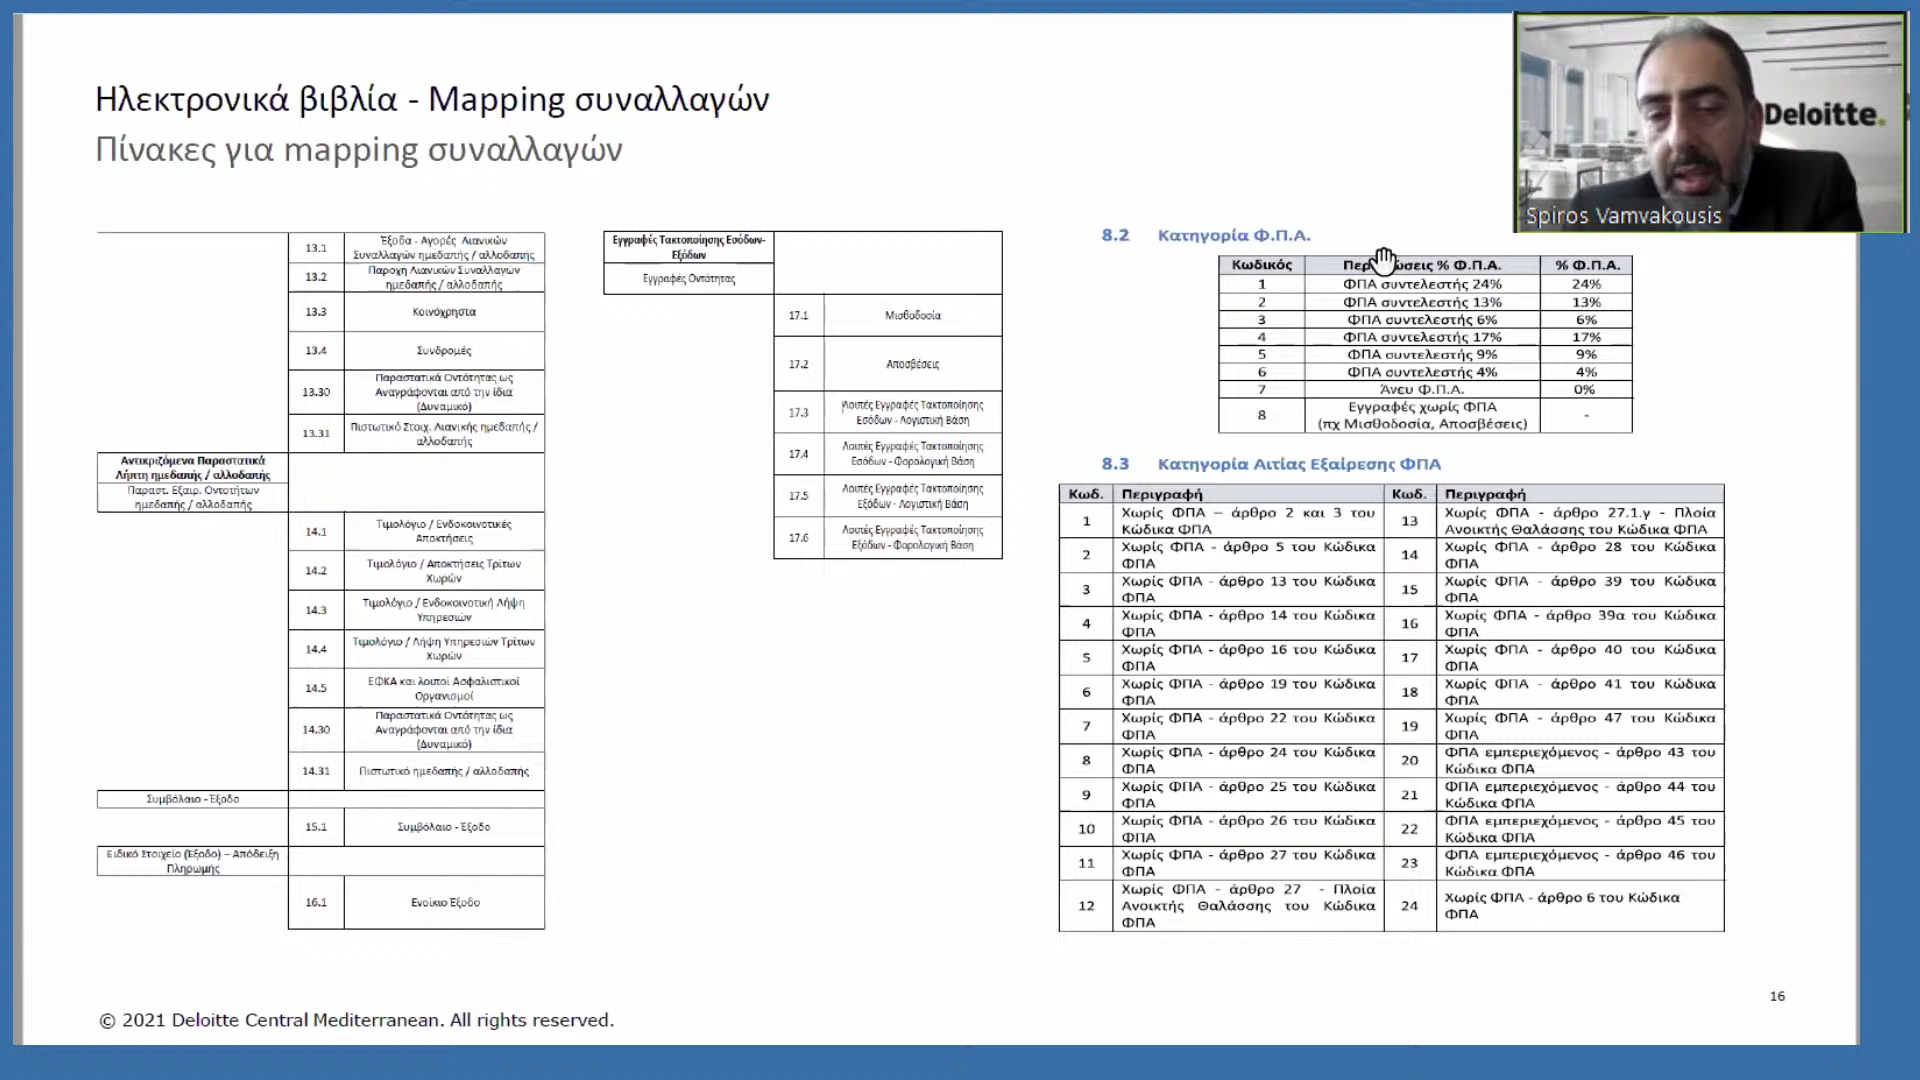 Ηλεκτρονικά βιβλία - Mapping συναλλαγών
Πίνακες για mapping συναλλαγών
Deloitte.
Spiros Vamvakousis
13.1 Έξοδα - Αγορές Λιανικών
Συναλλαγών ημεδαπής / αλλοδαπής
13.2 Παροχή Λιανικών Συναλλαγών
ημεδαπής / αλλοδαπής
13.3 Κοινόχρηστα
13.4 Συνδρομές
13.30 Παραστατικά Οντότητας ως
Αναγράφονται από την ίδια
(Δυναμικό)
13.31 Πιστωτικό Στοιχ. Λιανικής ημεδαπής /
αλλοδαπής
Αντικριζόμενα Παραστατικά
Λήπτη ημεδαπής / αλλοδαπής
Παραστ. Εξαιρ. Οντοτήτων
ημεδαπής / αλλοδαπής
14.1 Τιμολόγιο / Ενδοκοινοτικές
Αποκτήσεις
14.2 Τιμολόγιο / Αποκτήσεις Τρίτων
Χωρών
14.3 Τιμολόγιο / Ενδοκοινοτική Λήψη
Υπηρεσιών
14.4 Τιμολόγιο / Λήψη Υπηρεσιών Τρίτων
Χωρών
14.5 ΕΦΚΑ και λοιποί Ασφαλιστικοί
Οργανισμοί
14.30 Παραστατικά Οντότητας ως
Αναγράφονται από την ίδια
(Δυναμικό)
14.31 Πιστωτικό ημεδαπής / αλλοδαπής
Συμβόλαιο - Έξοδο
15.1 Συμβόλαιο - Έξοδο
Ειδικό Στοιχείο (Έξοδο) – Απόδειξη
Πληρωμής
16.1 Ενοίκιο Έξοδο
Εγγραφές Τακτοποίησης Εσόδων-
Εξόδων
Εγγραφές Οντότητας
17.1 Μισθοδοσία
17.2 Αποσβέσεις
17.3 Λοιπές Εγγραφές Τακτοποίησης
Εσόδων - Λογιστική Βάση
17.4 Λοιπές Εγγραφές Τακτοποίησης
Εσόδων - Φορολογική Βάση
17.5 Λοιπές Εγγραφές Τακτοποίησης
Εξόδων - Λογιστική Βάση
17.6 Λοιπές Εγγραφές Τακτοποίησης
Εξόδων - Φορολογική Βάση
8.2 Κατηγορία Φ.Π.Α.
Κωδικός % Φ.Π.Α. % Φ.Π.Α.
1 ΦΠΑ συντελεστής 24% 24%
2 ΦΠΑ συντελεστής 13% 13%
3 ΦΠΑ συντελεστής 6% 6%
4 ΦΠΑ συντελεστής 17% 17%
5 ΦΠΑ συντελεστής 9% 9%
6 ΦΠΑ συντελεστής 4% 4%
7 Άνευ Φ.Π.Α. 0%
8 Εγγραφές χωρίς ΦΠΑ
(πχ Μισθοδοσία, Αποσβέσεις) -
8.3 Κατηγορία Αιτίας Εξαίρεσης ΦΠΑ
Κωδ. Περιγραφή Κωδ. Περιγραφή
1 Χωρίς ΦΠΑ – άρθρο 2 και 3 του
Κώδικα ΦΠΑ
13 Χωρίς ΦΠΑ - άρθρο 27.1.γ - Πλοία
Ανοικτής Θαλάσσης του Κώδικα ΦΠΑ
2 Χωρίς ΦΠΑ - άρθρο 5 του Κώδικα
ΦΠΑ
14 Χωρίς ΦΠΑ - άρθρο 28 του Κώδικα
ΦΠΑ
3 Χωρίς ΦΠΑ - άρθρο 13 του Κώδικα
ΦΠΑ
15 Χωρίς ΦΠΑ - άρθρο 39 του Κώδικα
ΦΠΑ
4 Χωρίς ΦΠΑ - άρθρο 14 του Κώδικα
ΦΠΑ
16 Χωρίς ΦΠΑ - άρθρο 39α του Κώδικα
ΦΠΑ
5 Χωρίς ΦΠΑ - άρθρο 16 του Κώδικα
ΦΠΑ
17 Χωρίς ΦΠΑ - άρθρο 40 του Κώδικα
ΦΠΑ
6 Χωρίς ΦΠΑ - άρθρο 19 του Κώδικα
ΦΠΑ
18 Χωρίς ΦΠΑ - άρθρο 41 του Κώδικα
ΦΠΑ
7 Χωρίς ΦΠΑ - άρθρο 22 του Κώδικα
ΦΠΑ
19 Χωρίς ΦΠΑ - άρθρο 47 του Κώδικα
ΦΠΑ
8 Χωρίς ΦΠΑ - άρθρο 24 του Κώδικα
ΦΠΑ
20 ΦΠΑ εμπεριεχόμενος - άρθρο 43 του
Κώδικα ΦΠΑ
9 Χωρίς ΦΠΑ - άρθρο 25 του Κώδικα
ΦΠΑ
21 ΦΠΑ εμπεριεχόμενος - άρθρο 44 του
Κώδικα ΦΠΑ
10 Χωρίς ΦΠΑ - άρθρο 26 του Κώδικα
ΦΠΑ
22 ΦΠΑ εμπεριεχόμενος - άρθρο 45 του
Κώδικα ΦΠΑ
11 Χωρίς ΦΠΑ - άρθρο 27 του Κώδικα
ΦΠΑ
23 ΦΠΑ εμπεριεχόμενος - άρθρο 46 του
Κώδικα ΦΠΑ
12 Χωρίς ΦΠΑ - άρθρο 27 - Πλοία
Ανοικτής Θαλάσσης του Κώδικα
ΦΠΑ
24 Χωρίς ΦΠΑ - άρθρο 6 του Κώδικα
ΦΠΑ
16
© 2021 Deloitte Central Mediterranean. All rights reserved.